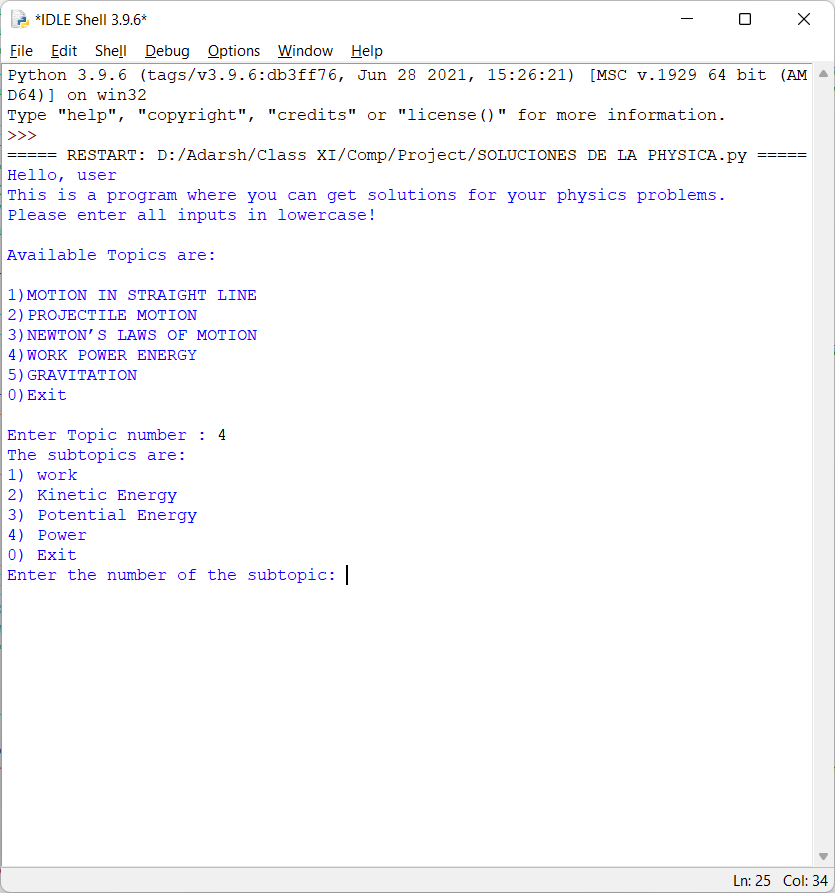 *IDLE Shell 3.9.6*
File Edit Shell Debug Options Window Help
Python 3.9.6 (tags/v3.9.6:db3ff76, Jun 28 2021, 15:26:21) [MSC v.1929 64 bit (AM
D64)] on win32
Type "help", "copyright", "credits" or "license()" for more information.
>>>
===== RESTART: D:/Adarsh/Class XI/Comp/Project/SOLUCIONES DE LA PHYSICA.py =====
Hello, user
This is a program where you can get solutions for your physics problems.
Please enter all inputs in lowercase!
Available Topics are:
1)MOTION IN STRAIGHT LINE
2)PROJECTILE MOTION
3)NEWTON’S LAWS OF MOTION
4)WORK POWER ENERGY
5)GRAVITATION
0)Exit
Enter Topic number : 4
The subtopics are:
1) work
2) Kinetic Energy
3) Potential Energy
4) Power
0) Exit
Enter the number of the subtopic:
Ln: 25 Col: 34